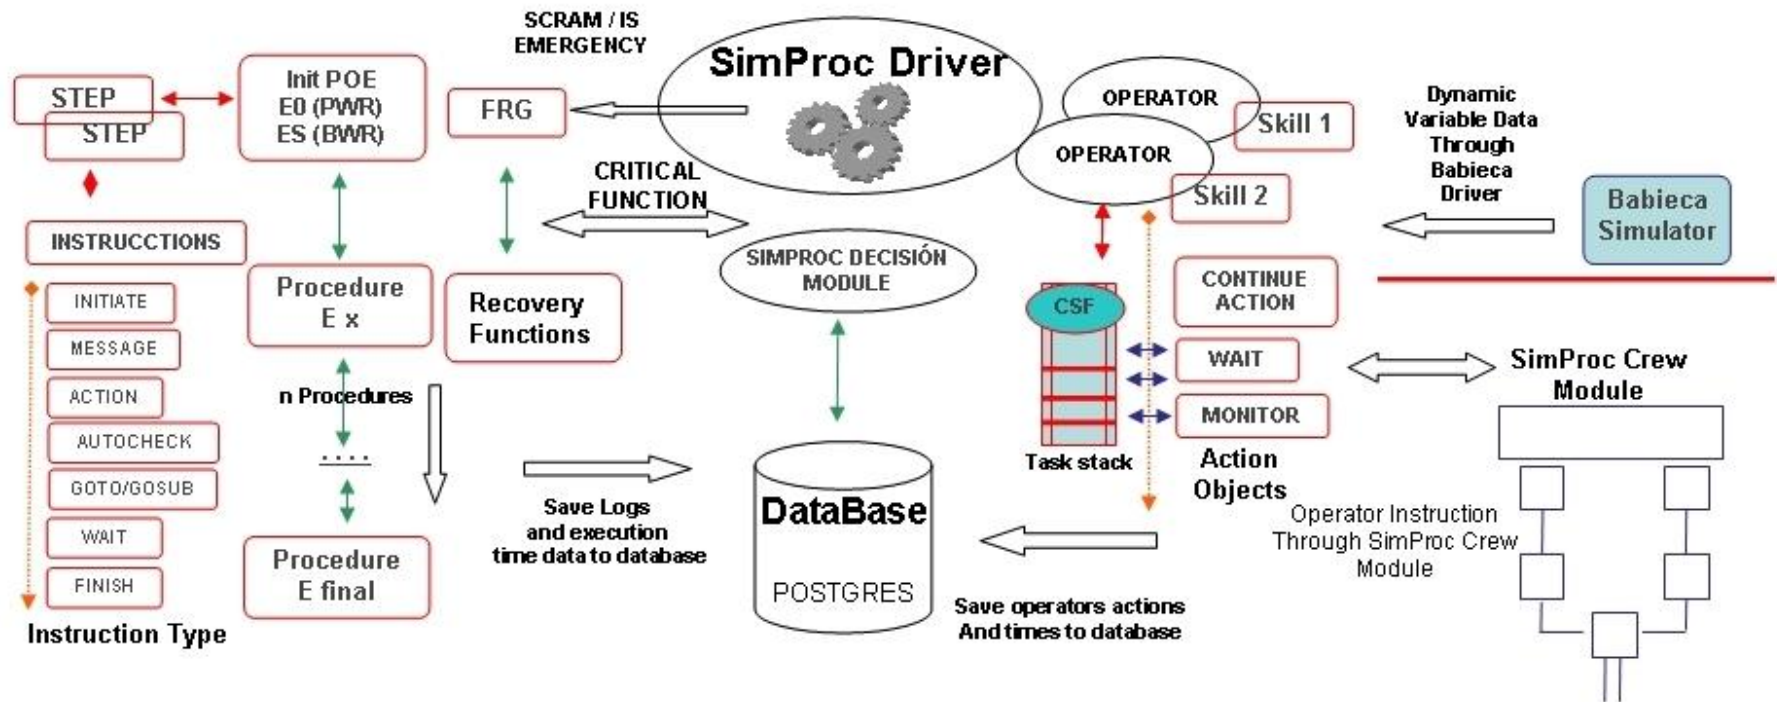 SCRAM / IS
EMERGENCY
SimProc Driver
STEP
STEP
Init POE
E0 (PWR)
ES (BWR)
FRG
OPERATOR
OPERATOR
Skill 1
Skill 2
Dynamic
Variable Data
Through
Babieca
Driver
Babieca
Simulator
CRITICAL
FUNCTION
INSTRUCCTIONS
SIMPROC DECISIÓN
MODULE
Procedure
E x
Recovery
Functions
INITIATE
MESSAGE
ACTION
AUTOCHECK
GOTO/GOSUB
WAIT
FINISH
Instruction Type
n Procedures
....
Procedure
E final
Save Logs
and execution
time data to database
DataBase
POSTGRES
CSF
Task stack
CONTINUE
ACTION
WAIT
MONITOR
Action
Objects
Save operators actions
And times to database
SimProc Crew
Module
Operator Instruction
Through SimProc Crew
Module